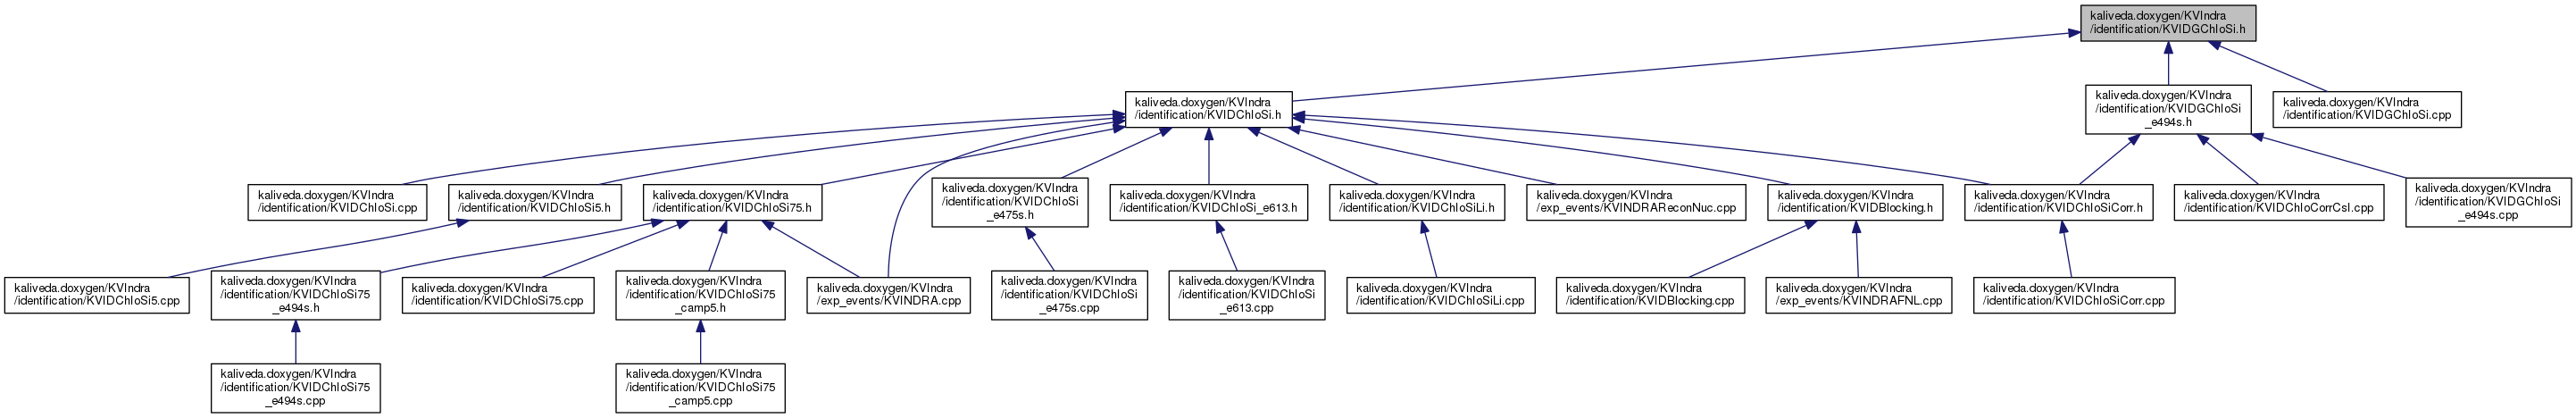 kaliveda.doxygen/KVIndra
/identification/KVIDGChIoSi.h
kaliveda.doxygen/KVIndra
/identification/KVIDChIoSi.h
kaliveda.doxygen/KVIndra
/identification/KVIDGChIoSi
_e494s.h
kaliveda.doxygen/KVIndra
/identification/KVIDGChIoSi.cpp
kaliveda.doxygen/KVIndra
/identification/KVIDChIoSi.cpp
kaliveda.doxygen/KVIndra
/identification/KVIDChIoSi5.h
kaliveda.doxygen/KVIndra
/identification/KVIDChIoSi75.h
kaliveda.doxygen/KVIndra
/identification/KVIDChIoSi
_e475s.h
kaliveda.doxygen/KVIndra
/identification/KVIDChIoSi_e613.h
kaliveda.doxygen/KVIndra
/identification/KVIDChIoSiLi.h
kaliveda.doxygen/KVIndra
/exp_events/KVINDRAReconNuc.cpp
kaliveda.doxygen/KVIndra
/identification/KVIDBlocking.h
kaliveda.doxygen/KVIndra
/identification/KVIDChIoSiCorr.h
kaliveda.doxygen/KVIndra
/identification/KVIDChIoCorrCsI.cpp
kaliveda.doxygen/KVIndra
/identification/KVIDGChIoSi
_e494s.cpp
kaliveda.doxygen/KVIndra
/identification/KVIDChIoSi5.cpp
kaliveda.doxygen/KVIndra
/identification/KVIDChIoSi75
_e494s.h
kaliveda.doxygen/KVIndra
/identification/KVIDChIoSi75.cpp
kaliveda.doxygen/KVIndra
/identification/KVIDChIoSi75
_camp5.h
kaliveda.doxygen/KVIndra
/exp_events/KVINDRA.cpp
kaliveda.doxygen/KVIndra
/identification/KVIDChIoSi
_e475s.cpp
kaliveda.doxygen/KVIndra
/identification/KVIDChIoSi
_e613.cpp
kaliveda.doxygen/KVIndra
/identification/KVIDChIoSiLi.cpp
kaliveda.doxygen/KVIndra
/identification/KVIDBlocking.cpp
kaliveda.doxygen/KVIndra
/exp_events/KVINDRAFNL.cpp
kaliveda.doxygen/KVIndra
/identification/KVIDChIoSiCorr.cpp
kaliveda.doxygen/KVIndra
/identification/KVIDChIoSi75
_e494s.cpp
kaliveda.doxygen/KVIndra
/identification/KVIDChIoSi75
_camp5.cpp